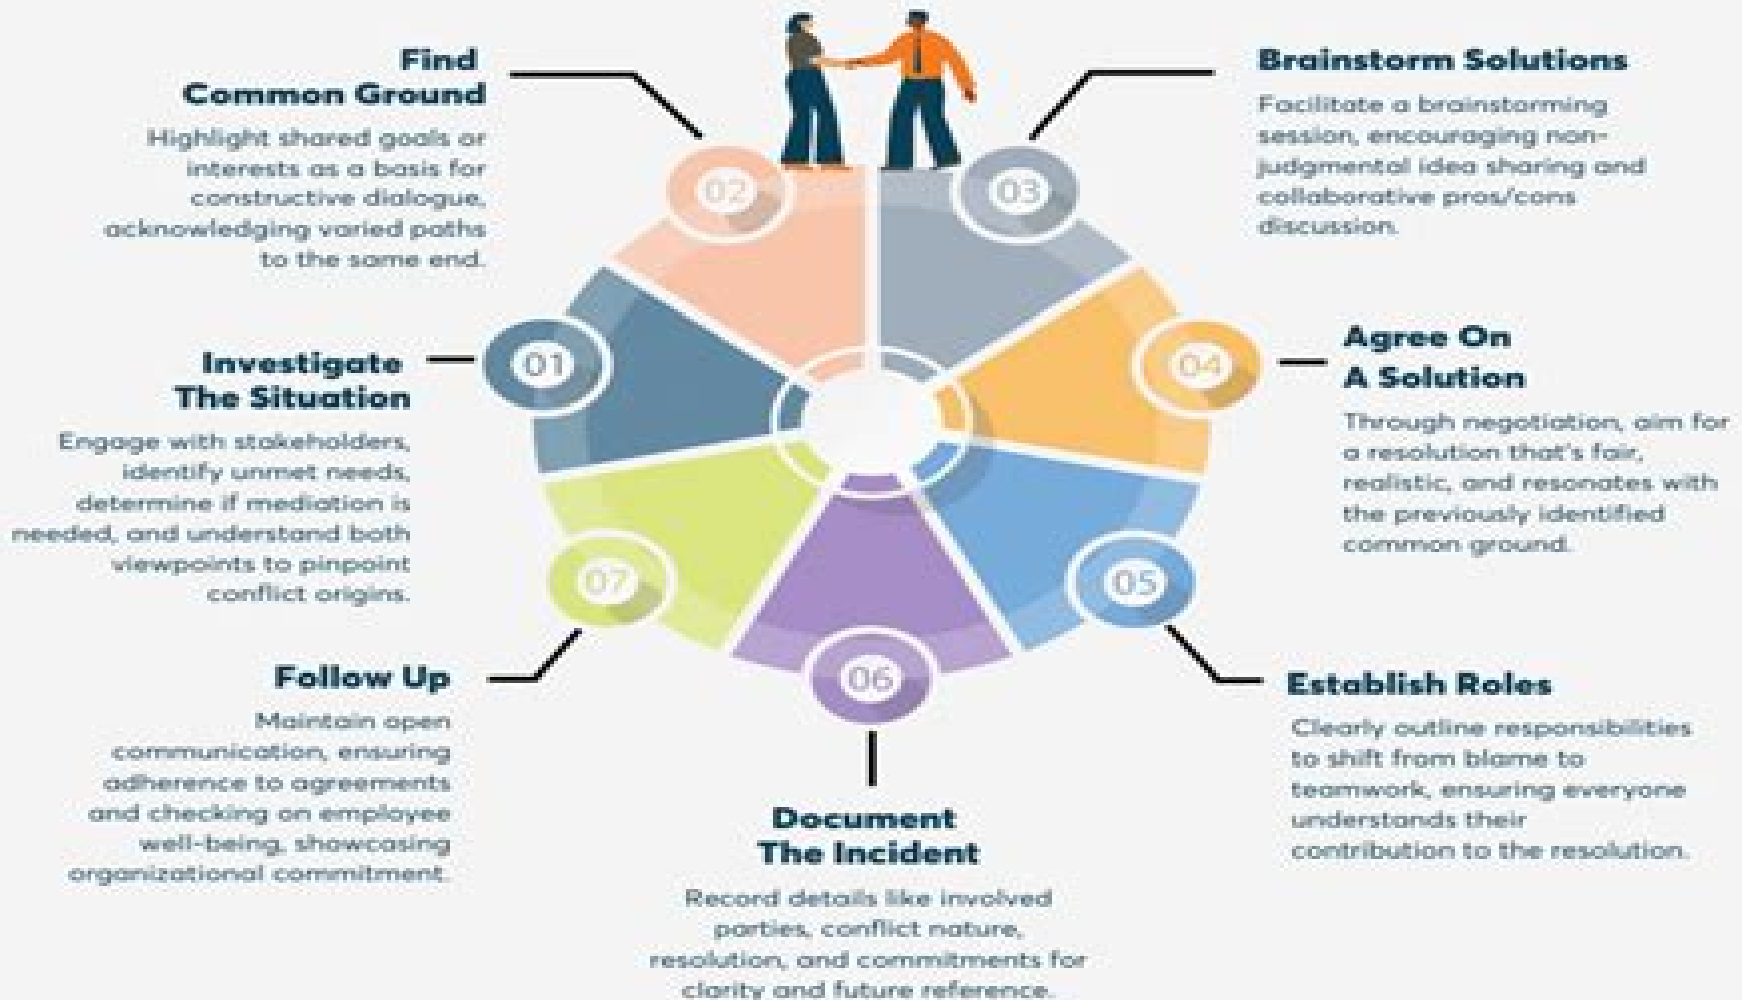 01
Investigate
The Situation
Engage with stakeholders,
identify unmet needs,
determine if mediation is
needed, and understand both
viewpoints to pinpoint
conflict origins.
02
Find
Common Ground
Highlight shared goals or
interests as a basis for
constructive dialogue,
acknowledging varied paths
to the same end.
03
Brainstorm Solutions
Facilitate a brainstorming
session, encouraging non-
judgmental idea sharing and
collaborative pros/cons
discussion.
04
Agree On
A Solution
Through negotiation, aim for
a resolution that's fair,
realistic, and resonates with
the previously identified
common ground.
05
Establish Roles
Clearly outline responsibilities
to shift from blame to
teamwork, ensuring everyone
understands their
contribution to the resolution.
06
Document
The Incident
Record details like involved
parties, conflict nature,
resolution, and commitments for
clarity and future reference.
07
Follow Up
Maintain open
communication, ensuring
adherence to agreements
and checking on employee
well-being, showcasing
organizational commitment.